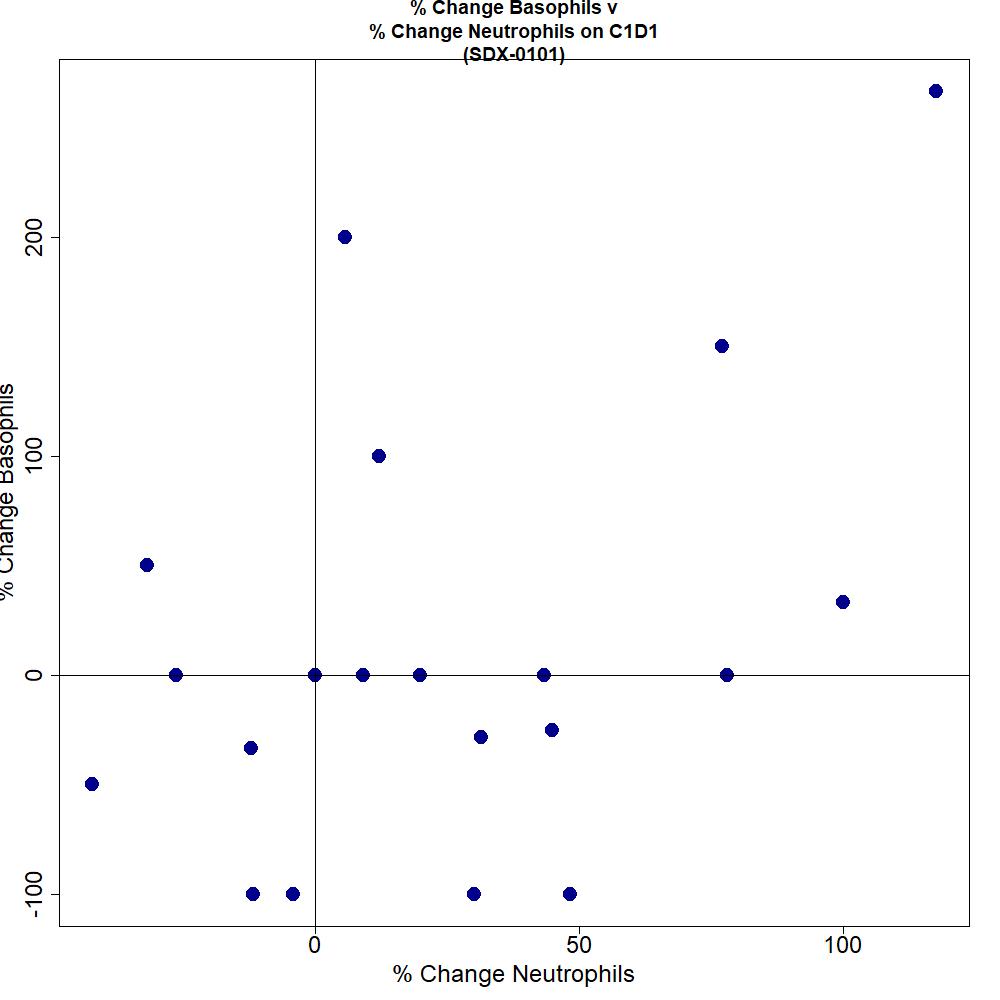 % Change Basophils v
% Change Neutrophils on C1D1
(SDX-0101)
% Change Basophils
200
100
0
-100
0
50
100
% Change Neutrophils